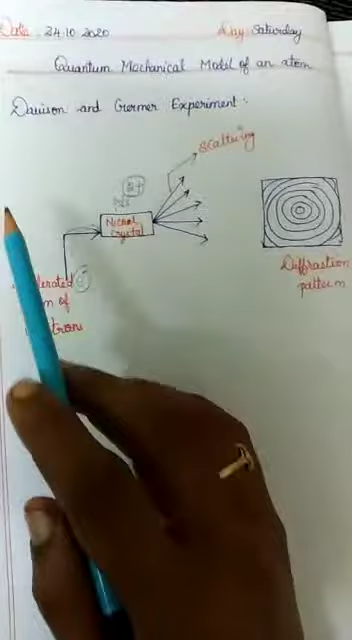 Date. 24.10 2020
Day: Saturday
Quantum Mechanical Model of an atom
Davison and Germer Experiment:
Scattering
Nickel
Crystal
Diffraction
pattern
of